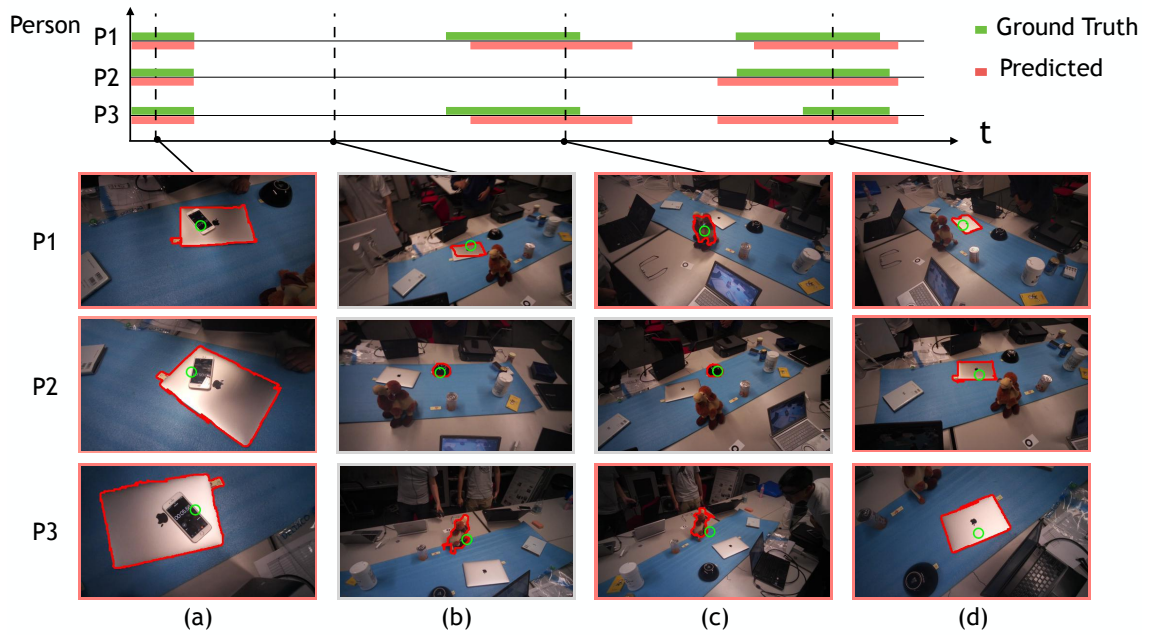 Person
P1
P2
P3
Ground Truth
Predicted
t
P1
P2
P3
(a)
(b)
(c)
(d)